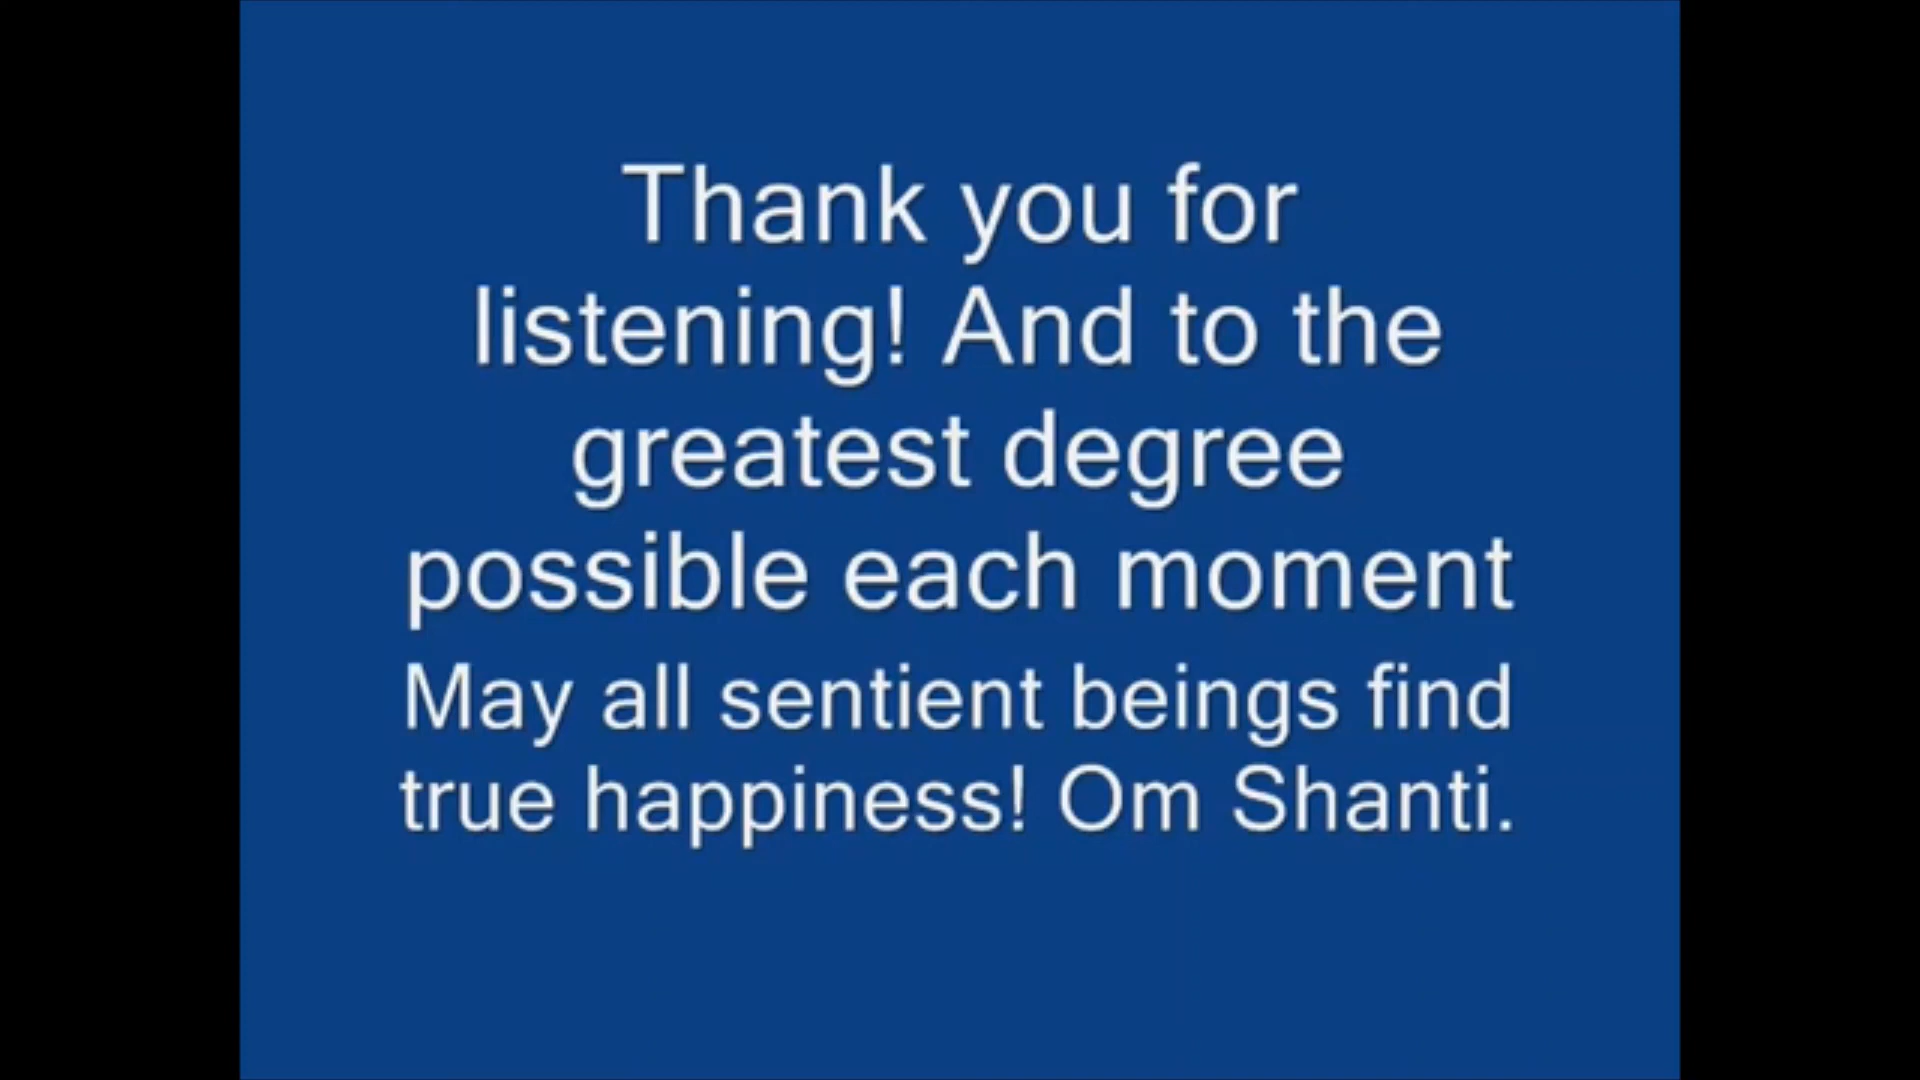 Thank you for
listening! And to the
greatest degree
possible each moment
May all sentient beings find
true happiness! Om Shanti.